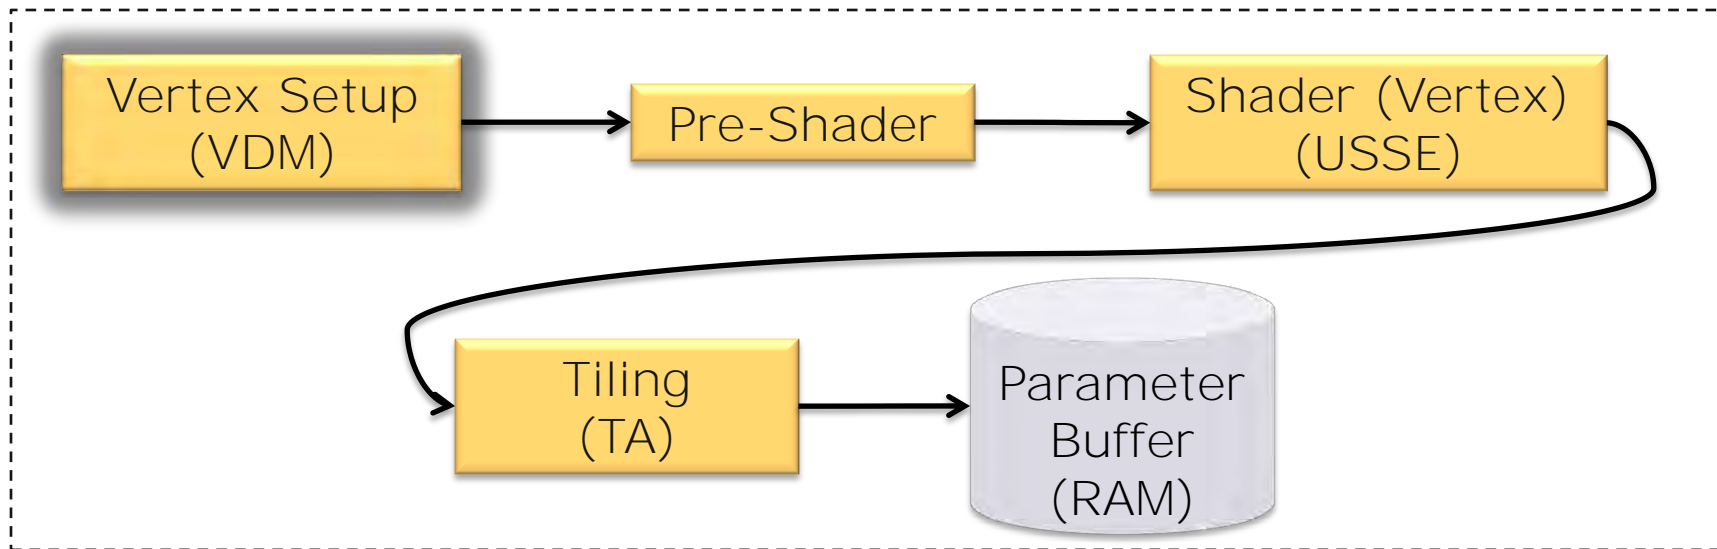 Vertex Setup
(VDM)
Pre-Shader
Shader (Vertex)
(USSE)
Tiling
(TA)
Parameter
Buffer
(RAM)